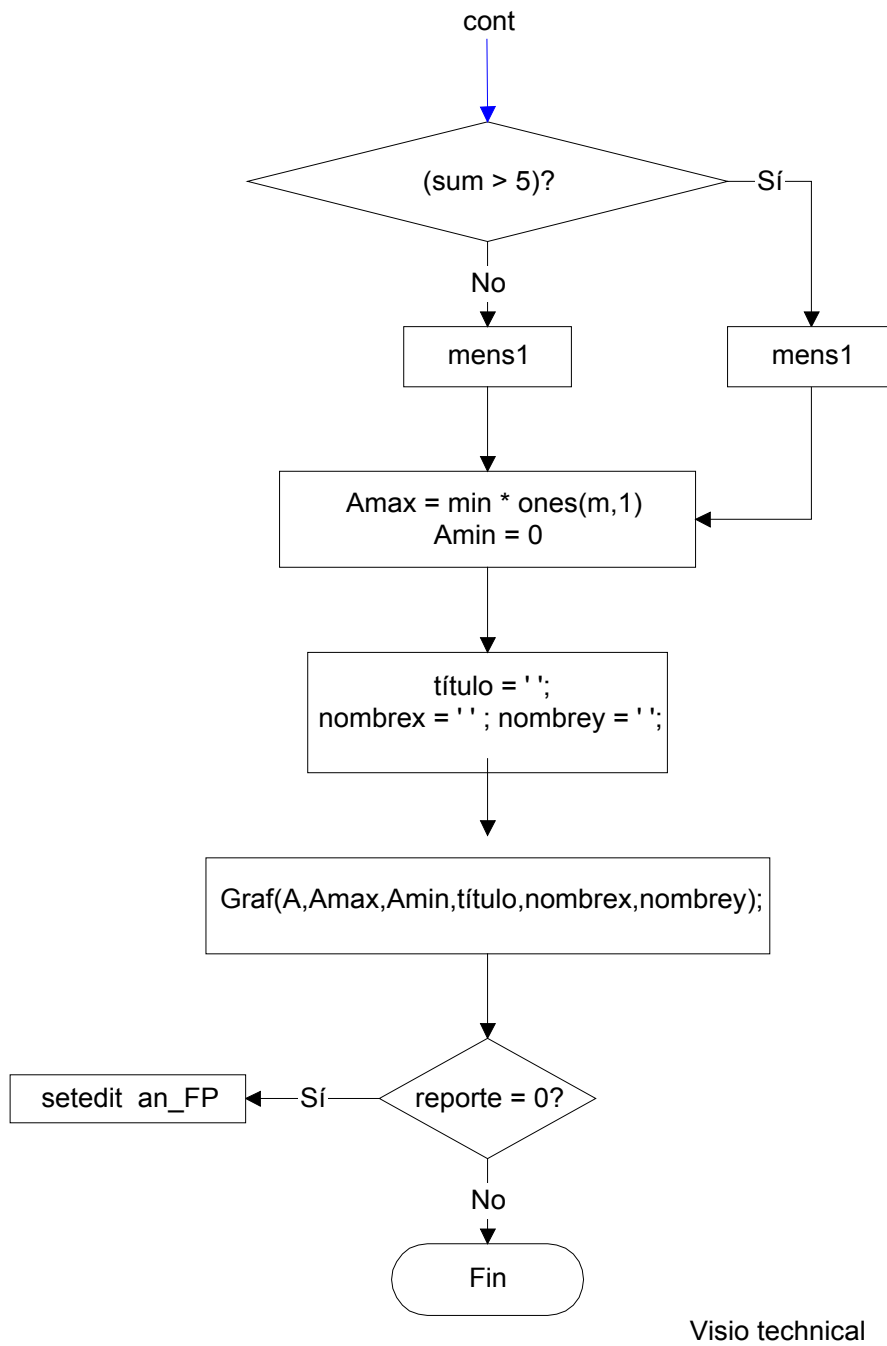 cont
(sum > 5)?
Sí
No
mens1
mens1
Amax = min * ones(m,1)
Amin = 0
título = ' ';
nombrex = ' ' ; nombrey = ' ';
Graf(A,Amax,Amin,título,nombrex,nombrey);
setedit an_FP
Sí
reporte = 0?
No
Fin
Visio technical